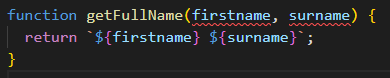 function getFullName(firstname, surname) {
  return `${firstname} ${surname}`;
}